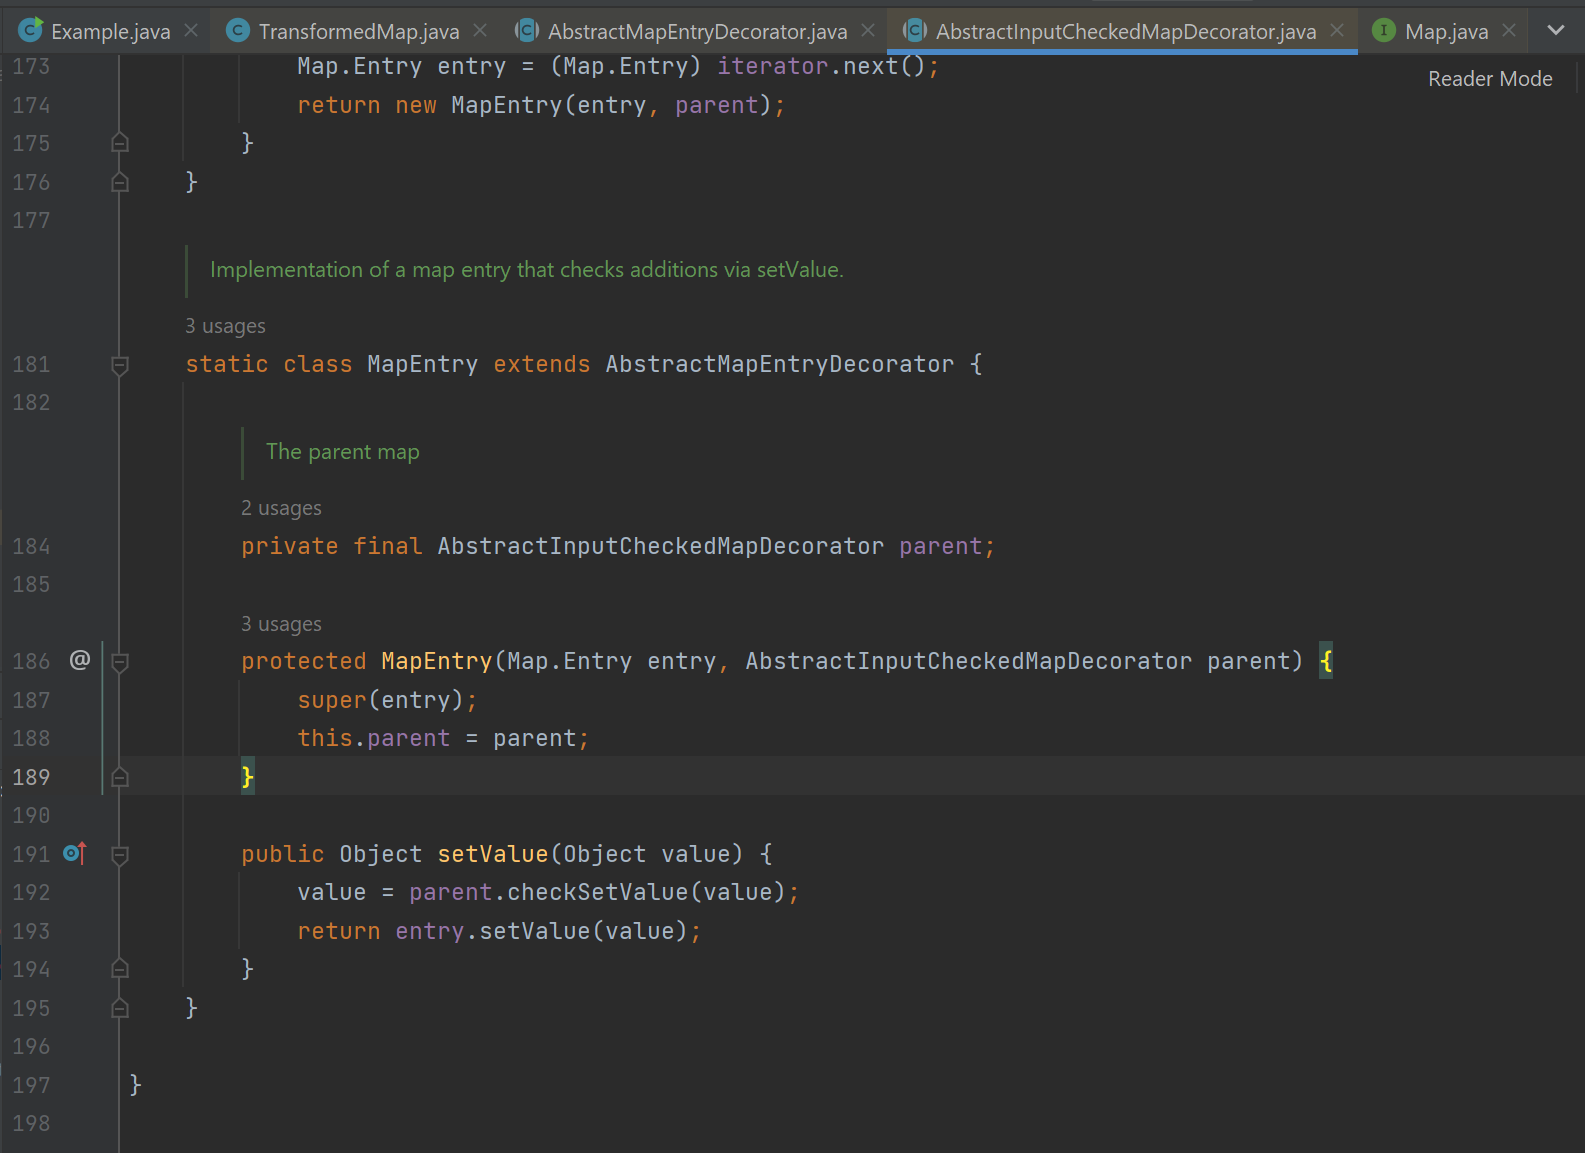 Example.java TransformedMap.java AbstractMapEntryDecorator.java AbstractInputCheckedMapDecorator.java Map.java
Reader Mode
173 Map.Entry entry = (Map.Entry) iterator.next();
174 return new MapEntry(entry, parent);
175 }
176 }
177
Implementation of a map entry that checks additions via setValue.
3 usages
181 static class MapEntry extends AbstractMapEntryDecorator {
182
The parent map
2 usages
184 private final AbstractInputCheckedMapDecorator parent;
185
3 usages
186 @ protected MapEntry(Map.Entry entry, AbstractInputCheckedMapDecorator parent) {
187 super(entry);
188 this.parent = parent;
189 }
190
191 public Object setValue(Object value) {
192 value = parent.checkSetValue(value);
193 return entry.setValue(value);
194 }
195 }
196
197 }
198